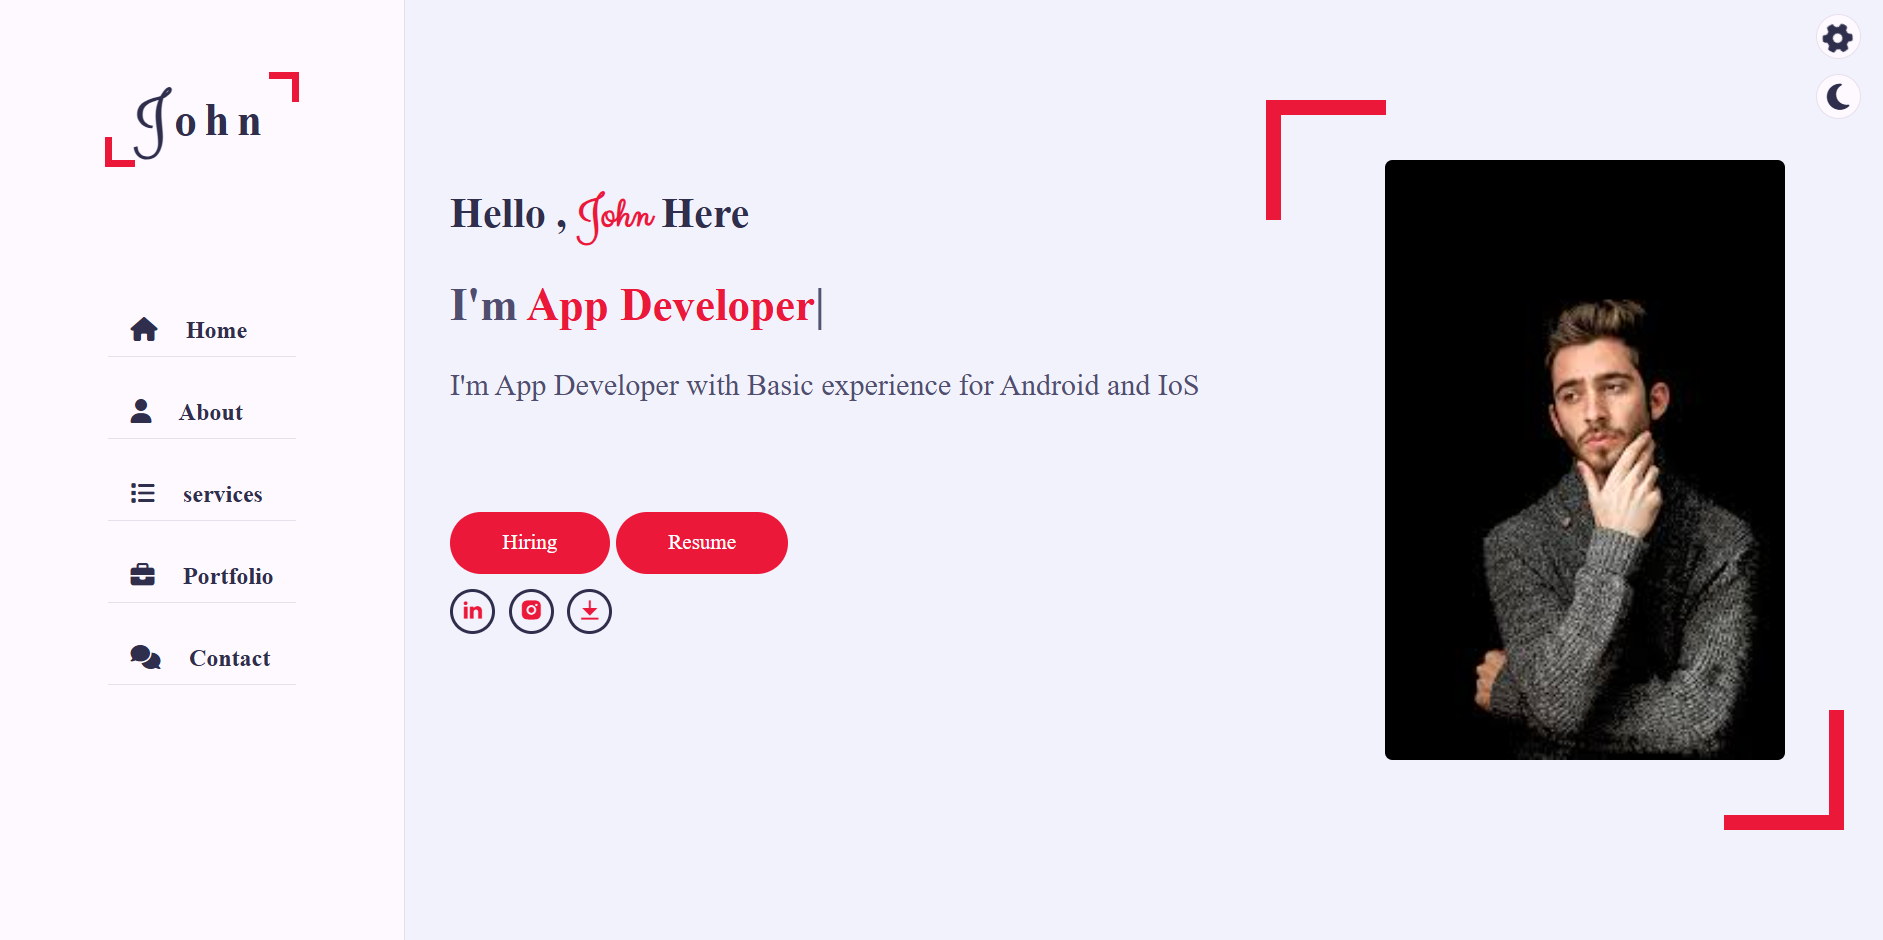 John
Home
About
services
Portfolio
Contact
Hello , John Here
I'm App Developer|
I'm App Developer with Basic experience for Android and IoS
Hiring Resume
in